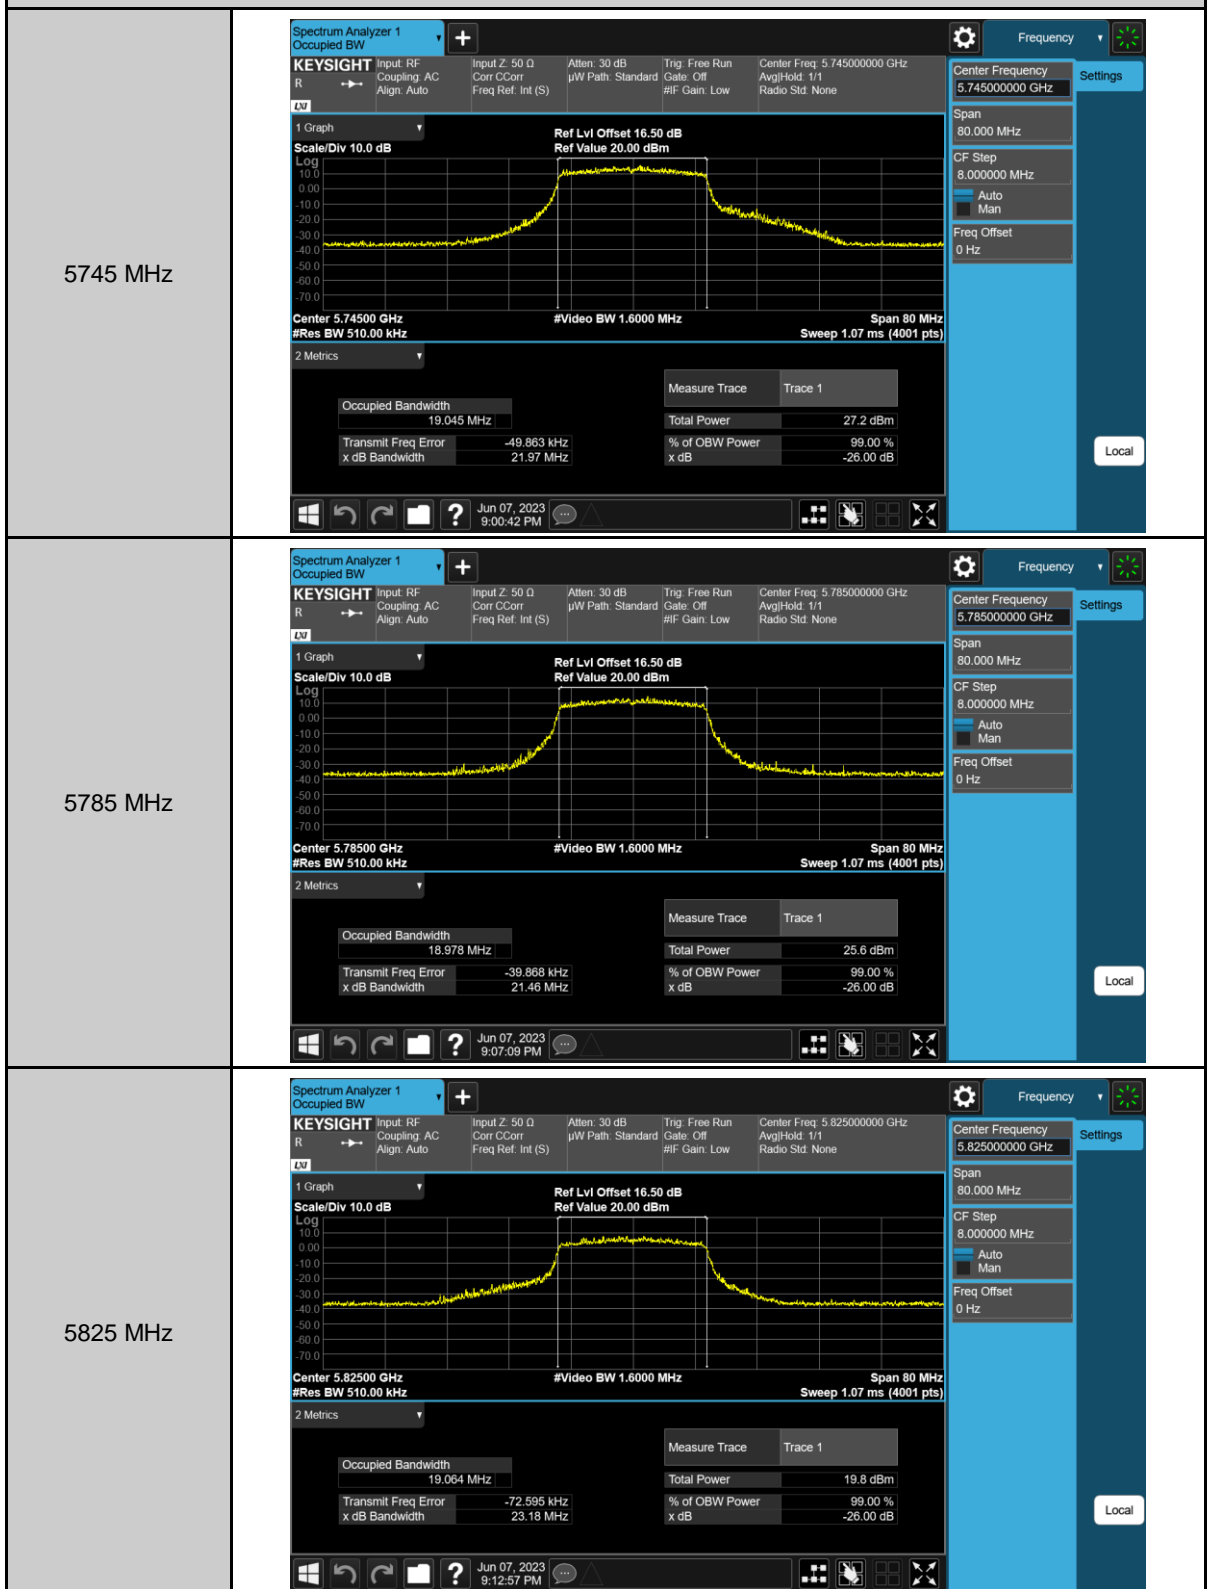 5745 MHz
Spectrum Analyzer 1
Occupied BW
Frequency
KEYSIGHT
R
LXI
Input: RF
Coupling: AC
Align: Auto
Input Z: 50 Ω
Corr CCorr
Freq Ref: Int (S)
Atten: 30 dB
µW Path: Standard
Trig: Free Run
Gate: Off
#IF Gain: Low
Center Freq: 5.745000000 GHz
Avg|Hold: 1/1
Radio Std: None
Center Frequency
5.745000000 GHz
Settings
Span
80.000 MHz
CF Step
8.000000 MHz
Auto
Man
Freq Offset
0 Hz
Local
1 Graph
Scale/Div 10.0 dB
Ref Lvl Offset 16.50 dB
Ref Value 20.00 dBm
Log
10.0
0.00
-10.0
-20.0
-30.0
-40.0
-50.0
-60.0
-70.0
Center 5.74500 GHz
#Video BW 1.6000 MHz
Span 80 MHz
#Res BW 510.00 kHz
Sweep 1.07 ms (4001 pts)
2 Metrics
Measure Trace Trace 1
Occupied Bandwidth
19.045 MHz
Total Power 27.2 dBm
Transmit Freq Error -49.863 kHz
% of OBW Power 99.00 %
x dB Bandwidth 21.97 MHz
x dB -26.00 dB
?
Jun 07, 2023
9:00:42 PM
5785 MHz
Spectrum Analyzer 1
Occupied BW
Frequency
KEYSIGHT
R
LXI
Input: RF
Coupling: AC
Align: Auto
Input Z: 50 Ω
Corr CCorr
Freq Ref: Int (S)
Atten: 30 dB
µW Path: Standard
Trig: Free Run
Gate: Off
#IF Gain: Low
Center Freq: 5.785000000 GHz
Avg|Hold: 1/1
Radio Std: None
Center Frequency
5.785000000 GHz
Settings
Span
80.000 MHz
CF Step
8.000000 MHz
Auto
Man
Freq Offset
0 Hz
Local
1 Graph
Scale/Div 10.0 dB
Ref Lvl Offset 16.50 dB
Ref Value 20.00 dBm
Log
10.0
0.00
-10.0
-20.0
-30.0
-40.0
-50.0
-60.0
-70.0
Center 5.78500 GHz
#Video BW 1.6000 MHz
Span 80 MHz
#Res BW 510.00 kHz
Sweep 1.07 ms (4001 pts)
2 Metrics
Measure Trace Trace 1
Occupied Bandwidth
18.978 MHz
Total Power 25.6 dBm
Transmit Freq Error -39.868 kHz
% of OBW Power 99.00 %
x dB Bandwidth 21.46 MHz
x dB -26.00 dB
?
Jun 07, 2023
9:07:09 PM
5825 MHz
Spectrum Analyzer 1
Occupied BW
Frequency
KEYSIGHT
R
LXI
Input: RF
Coupling: AC
Align: Auto
Input Z: 50 Ω
Corr CCorr
Freq Ref: Int (S)
Atten: 30 dB
µW Path: Standard
Trig: Free Run
Gate: Off
#IF Gain: Low
Center Freq: 5.825000000 GHz
Avg|Hold: 1/1
Radio Std: None
Center Frequency
5.825000000 GHz
Settings
Span
80.000 MHz
CF Step
8.000000 MHz
Auto
Man
Freq Offset
0 Hz
Local
1 Graph
Scale/Div 10.0 dB
Ref Lvl Offset 16.50 dB
Ref Value 20.00 dBm
Log
10.0
0.00
-10.0
-20.0
-30.0
-40.0
-50.0
-60.0
-70.0
Center 5.82500 GHz
#Video BW 1.6000 MHz
Span 80 MHz
#Res BW 510.00 kHz
Sweep 1.07 ms (4001 pts)
2 Metrics
Measure Trace Trace 1
Occupied Bandwidth
19.064 MHz
Total Power 19.8 dBm
Transmit Freq Error -72.595 kHz
% of OBW Power 99.00 %
x dB Bandwidth 23.18 MHz
x dB -26.00 dB
?
Jun 07, 2023
9:12:57 PM